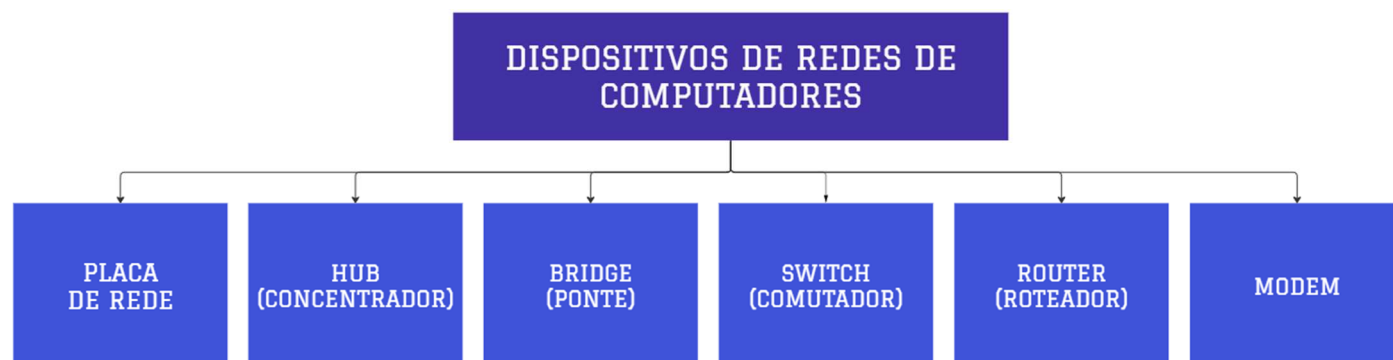 DISPOSITIVOS DE REDES DE
COMPUTADORES
PLACA
DE REDE
HUB
(CONCENTRADOR)
BRIDGE
(PONTE)
SWITCH
(COMUTADOR)
ROUTER
(ROTEADOR)
MODEM